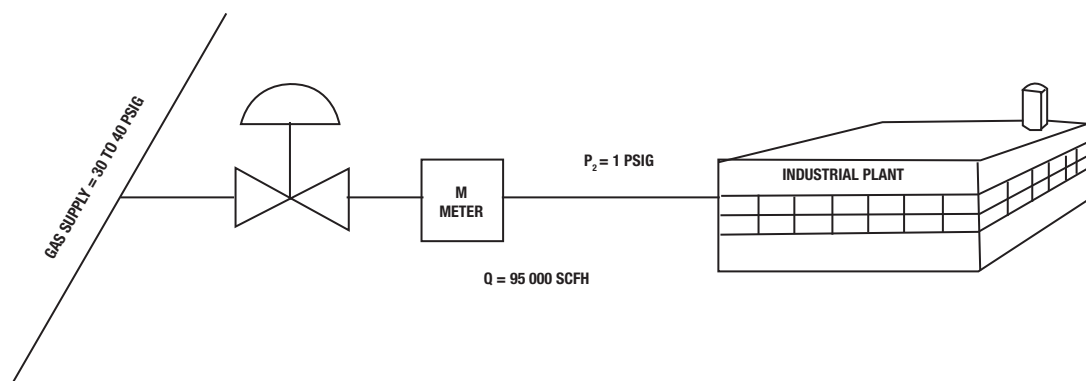 GAS SUPPLY = 30 TO 40 PSIG
M
METER
P₂ = 1 PSIG
INDUSTRIAL PLANT
Q = 95 000 SCFH